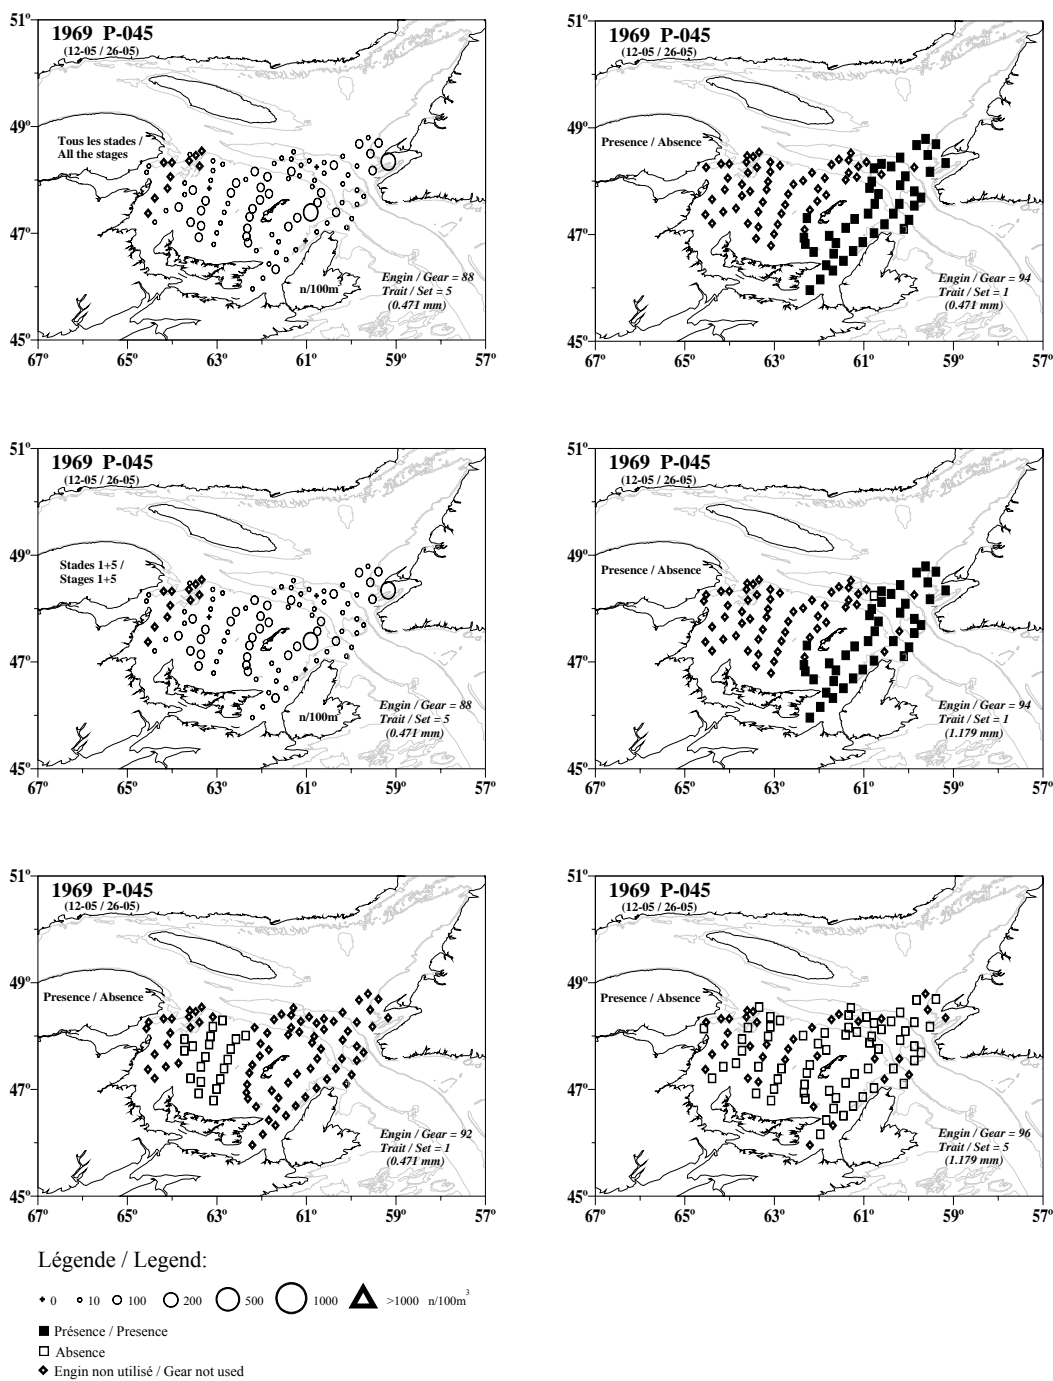 51º
1969 P-045
(12-05 / 26-05)
49º
Tous les stades /
All the stages
47º
n/100m³
Engin / Gear = 88
Trait / Set = 5
(0.471 mm)
45º
67º 65º 63º 61º 59º 57º
51º
1969 P-045
(12-05 / 26-05)
49º
Presence / Absence
47º
Engin / Gear = 94
Trait / Set = 1
(0.471 mm)
45º
67º 65º 63º 61º 59º 57º
51º
1969 P-045
(12-05 / 26-05)
49º
Stades 1+5 /
Stages 1+5
47º
n/100m³
Engin / Gear = 88
Trait / Set = 5
(0.471 mm)
45º
67º 65º 63º 61º 59º 57º
51º
1969 P-045
(12-05 / 26-05)
49º
Presence / Absence
47º
Engin / Gear = 94
Trait / Set = 1
(1.179 mm)
45º
67º 65º 63º 61º 59º 57º
51º
1969 P-045
(12-05 / 26-05)
49º
Presence / Absence
47º
Engin / Gear = 92
Trait / Set = 1
(0.471 mm)
45º
67º 65º 63º 61º 59º 57º
51º
1969 P-045
(12-05 / 26-05)
49º
Presence / Absence
47º
Engin / Gear = 96
Trait / Set = 5
(1.179 mm)
45º
67º 65º 63º 61º 59º 57º
Légende / Legend:
0 10 100 200 500 1000 >1000 n/100m³
Présence / Presence
Absence
Engin non utilisé / Gear not used